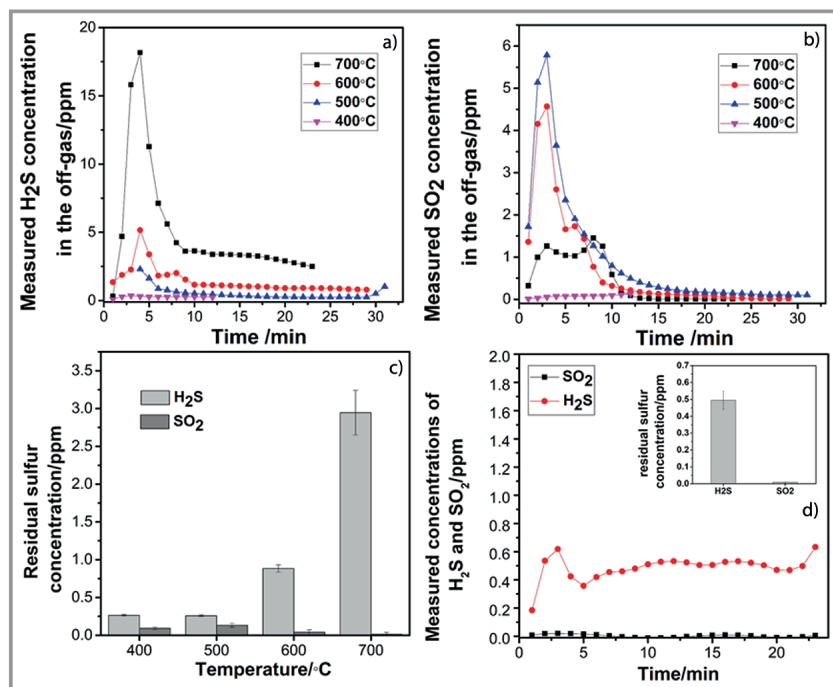 a)
Measured H2S concentration
in the off-gas/ppm
20
15
10
5
0
700°C
600°C
500°C
400°C
0 5 10 15 20 25 30
Time /min
b)
Measured SO2 concentration
in the off-gas/ppm
6
5
4
3
2
1
0
700°C
600°C
500°C
400°C
0 5 10 15 20 25 30
Time /min
c)
Residual sulfur
concentration/ppm
3.5
3.0
2.5
2.0
1.5
1.0
0.5
0.0
H2S
SO2
400 500 600 700
Temperature/°C
d)
Measured concentrations of
H2S and SO2/ppm
2.0
1.8
1.6
1.4
1.2
1.0
0.8
0.6
0.4
0.2
0.0
SO2
H2S
residual sulfur
concentration/ppm
0.7
0.6
0.5
0.4
0.3
0.2
0.1
0.0
H2S SO2
0 5 10 15 20
Time/min